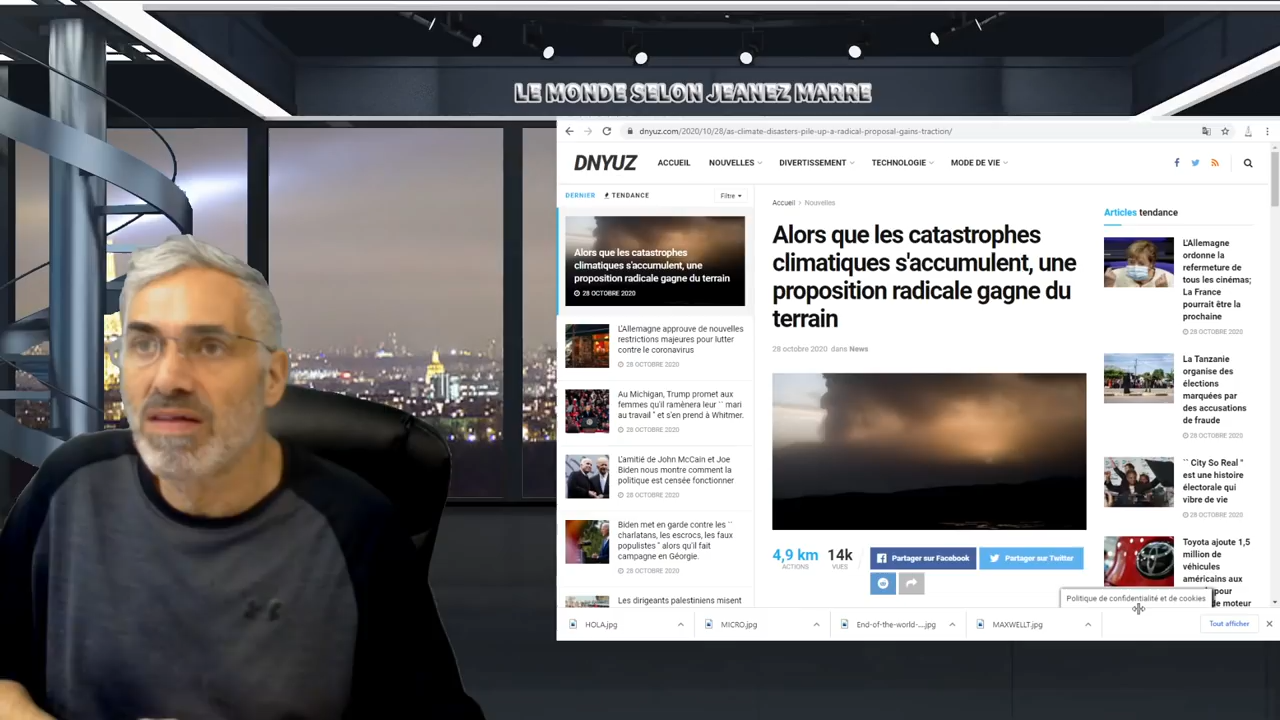 LE MONDE SELON JEANEZ MARRE
dnyuz.com/2020/10/28/as-climate-disasters-pile-up-a-radical-proposal-gains-traction/
DNYUZ
ACCUEIL
NOUVELLES
DIVERTISSEMENT
TECHNOLOGIE
MODE DE VIE
DERNIER
TENDANCE
Filtre
Alors que les catastrophes
climatiques s'accumulent, une
proposition radicale gagne du terrain
28 OCTOBRE 2020
L'Allemagne approuve de nouvelles
restrictions majeures pour lutter
contre le coronavirus
28 OCTOBRE 2020
Au Michigan, Trump promet aux
femmes qu'il ramènera leur `` mari
au travail '' et s'en prend à Whitmer.
28 OCTOBRE 2020
L'amitié de John McCain et Joe
Biden nous montre comment la
politique est censée fonctionner
28 OCTOBRE 2020
Biden met en garde contre les ``
charlatans, les escrocs, les faux
populistes '' alors qu'il fait
campagne en Géorgie.
28 OCTOBRE 2020
Les dirigeants palestiniens misent
Accueil > Nouvelles
Alors que les catastrophes
climatiques s'accumulent, une
proposition radicale gagne du
terrain
28 octobre 2020 dans News
4,9 km
ACTIONS
14k
VUES
Partager sur Facebook
Partager sur Twitter
Articles tendance
L'Allemagne
ordonne la
refermeture de
tous les cinémas;
La France
pourrait être la
prochaine
28 OCTOBRE 2020
La Tanzanie
organise des
élections
marquées par
des accusations
de fraude
28 OCTOBRE 2020
`` City So Real ''
est une histoire
électorale qui
vibre de vie
28 OCTOBRE 2020
Toyota ajoute 1,5
million de
véhicules
américains aux
pour
de moteur
Politique de confidentialité et de cookies
HOLA.jpg
MICRO.jpg
End-of-the-world-....jpg
MAXWELLT.jpg
Tout afficher